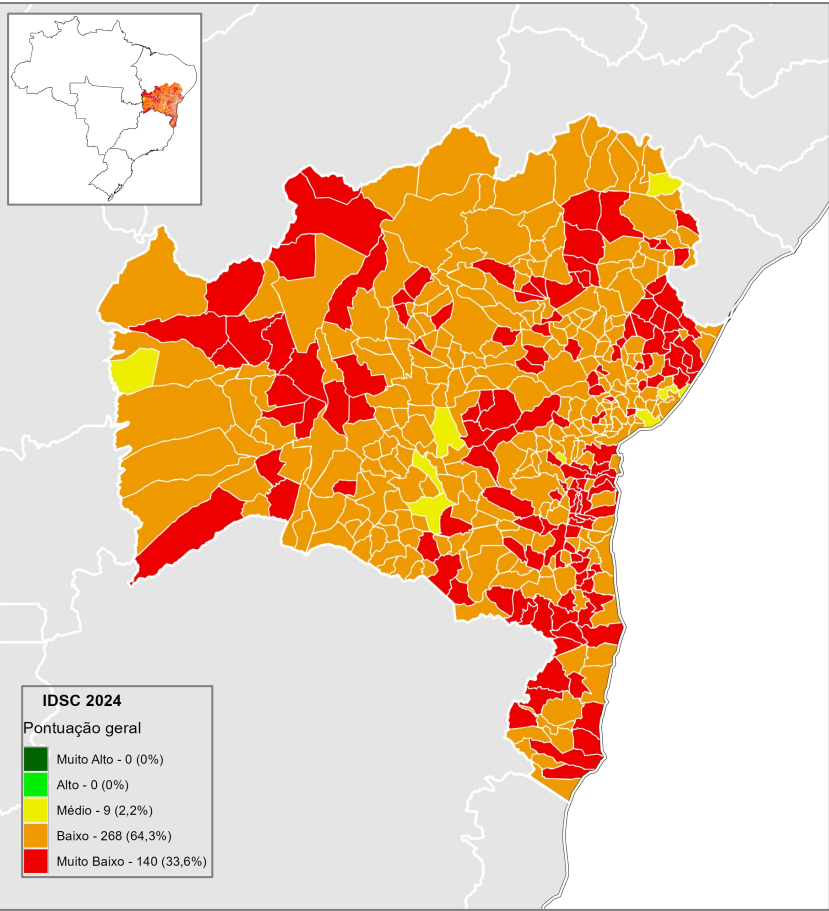 IDSC 2024
Pontuação geral
Muito Alto - 0 (0%)
Alto - 0 (0%)
Médio - 9 (2,2%)
Baixo - 268 (64,3%)
Muito Baixo - 140 (33,6%)